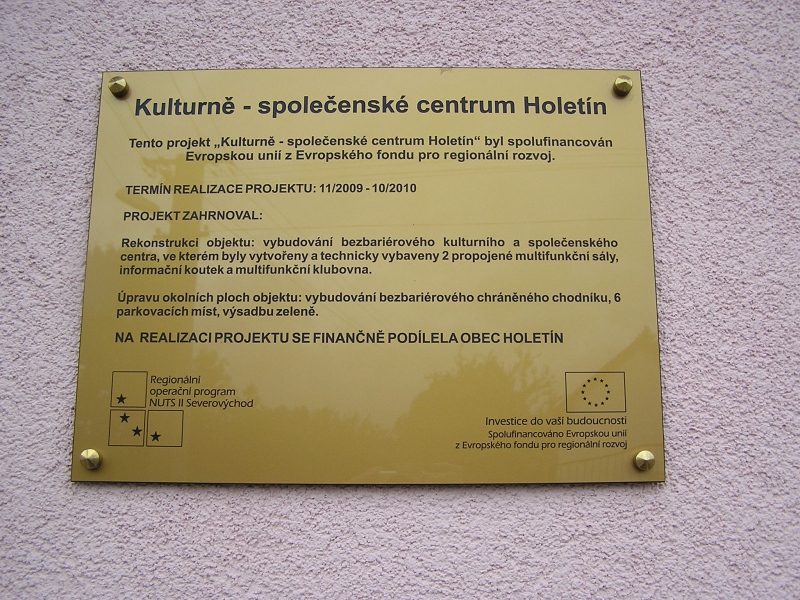 Kulturně - společenské centrum Holetín
Tento projekt „Kulturně - společenské centrum Holetín“ byl spolufinancován
Evropskou unií z Evropského fondu pro regionální rozvoj.
TERMÍN REALIZACE PROJEKTU: 11/2009 - 10/2010
PROJEKT ZAHRNOVAL:
Rekonstrukci objektu: vybudování bezbariérového kulturního a společenského
centra, ve kterém byly vytvořeny a technicky vybaveny 2 propojené multifunkční sály,
informační koutek a multifunkční klubovna.
Úpravu okolních ploch objektu: vybudování bezbariérového chráněného chodníku, 6
parkovacích míst, výsadbu zeleně.
NA REALIZACI PROJEKTU SE FINANČNĚ PODÍLELA OBEC HOLETÍN
Regionální
operační program
NUTS II Severovýchod
Investice do vaší budoucnosti
Spolufinancováno Evropskou unií
z Evropského fondu pro regionální rozvoj